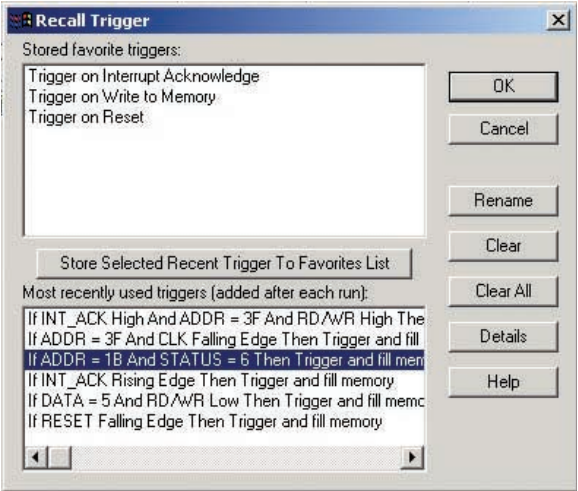 Recall Trigger
Stored favorite triggers:
Trigger on Interrupt Acknowledge
Trigger on Write to Memory
Trigger on Reset
OK
Cancel
Rename
Clear
Clear All
Details
Help
Store Selected Recent Trigger To Favorites List
Most recently used triggers (added after each run):
If INT_ACK High And ADDR = 3F And RD/WR High The
If ADDR = 3F And CLK Falling Edge Then Trigger and fill
If ADDR = 1B And STATUS = 6 Then Trigger and fill mem
If INT_ACK Rising Edge Then Trigger and fill memory
If DATA = 5 And RD/WR Low Then Trigger and fill memo
If RESET Falling Edge Then Trigger and fill memory